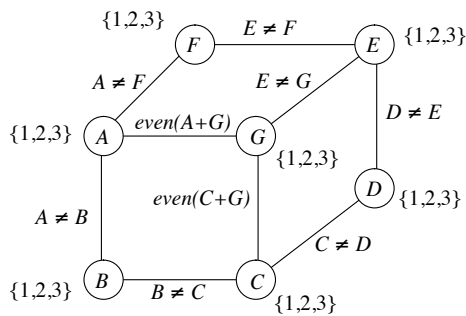 {1,2,3}
F
E ≠ F
E
{1,2,3}
A ≠ F
E ≠ G
even(A+G)
D ≠ E
{1,2,3}
A
G
{1,2,3}
even(C+G)
D
{1,2,3}
A ≠ B
C ≠ D
{1,2,3}
B
B ≠ C
C
{1,2,3}